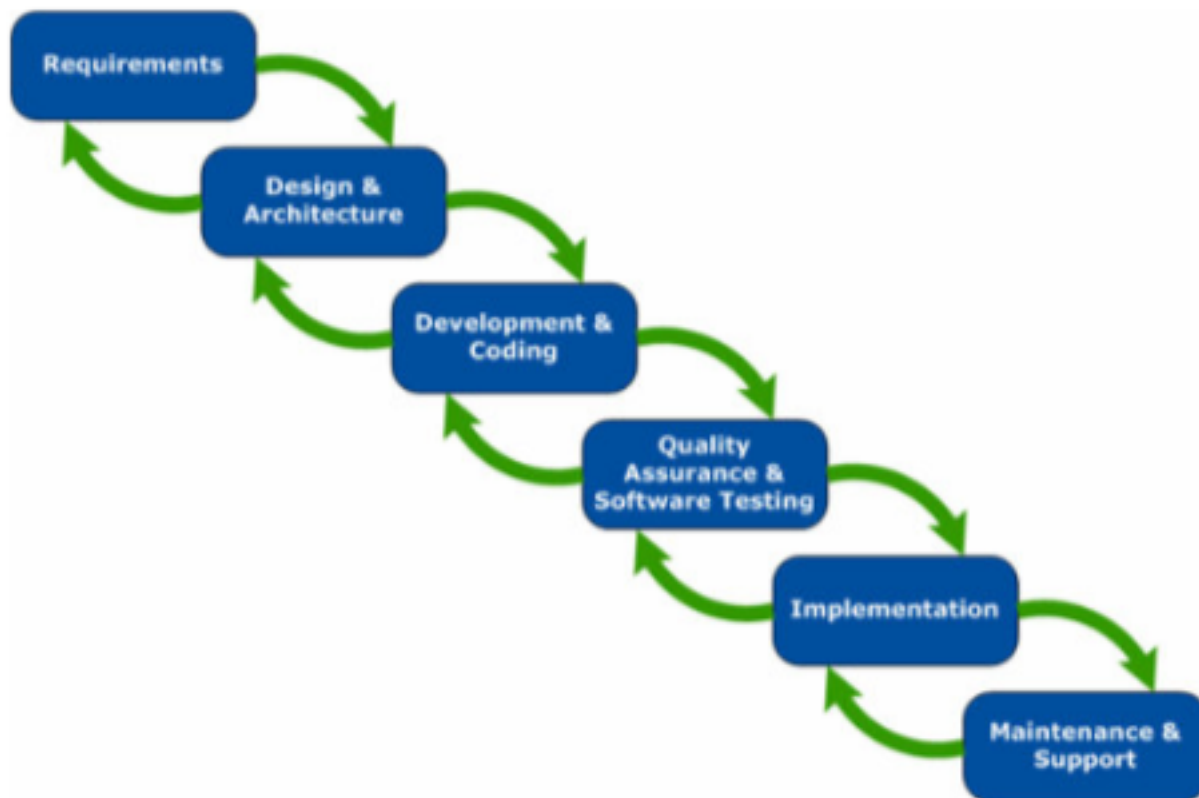 Requirements
Design &
Architecture
Development &
Coding
Quality
Assurance &
Software Testing
Implementation
Maintenance &
Support